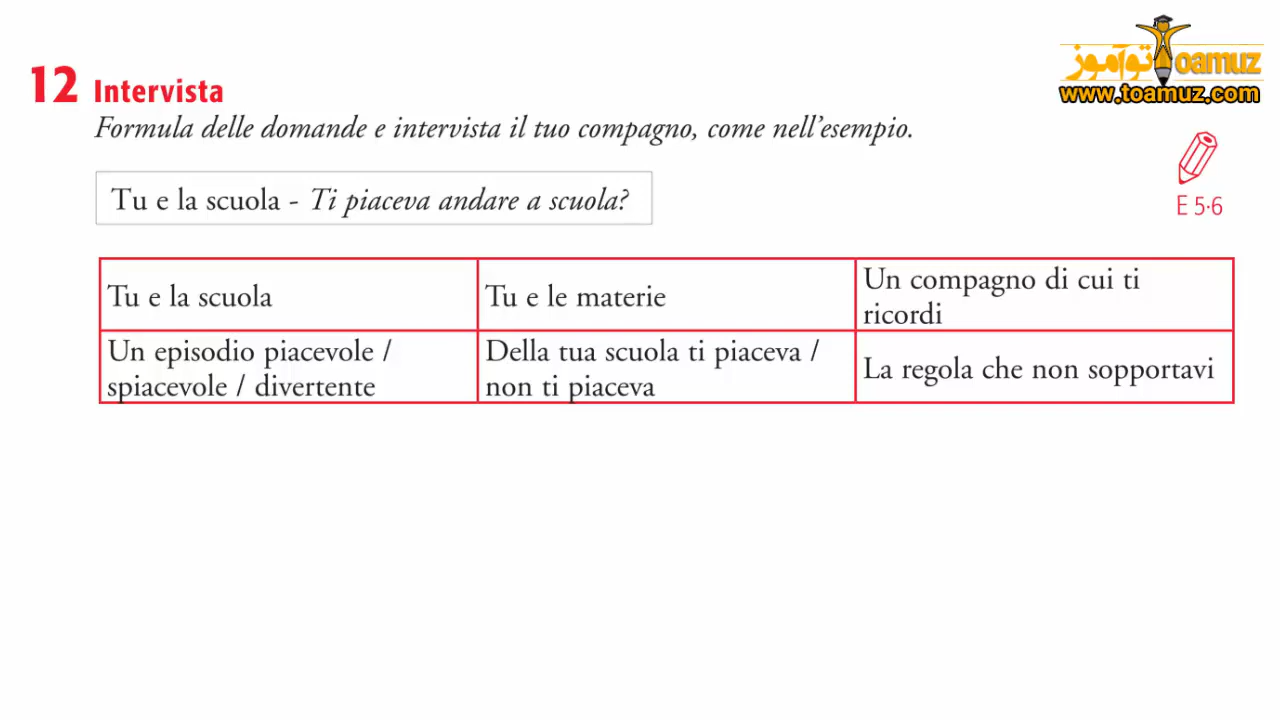 توآموز oamuz
www.toamuz.com
12 Intervista
Formula delle domande e intervista il tuo compagno, come nell'esempio.
Tu e la scuola - Ti piaceva andare a scuola?
E 5·6
Tu e la scuola
Tu e le materie
Un compagno di cui ti
ricordi
Un episodio piacevole /
spiacevole / divertente
Della tua scuola ti piaceva /
non ti piaceva
La regola che non sopportavi